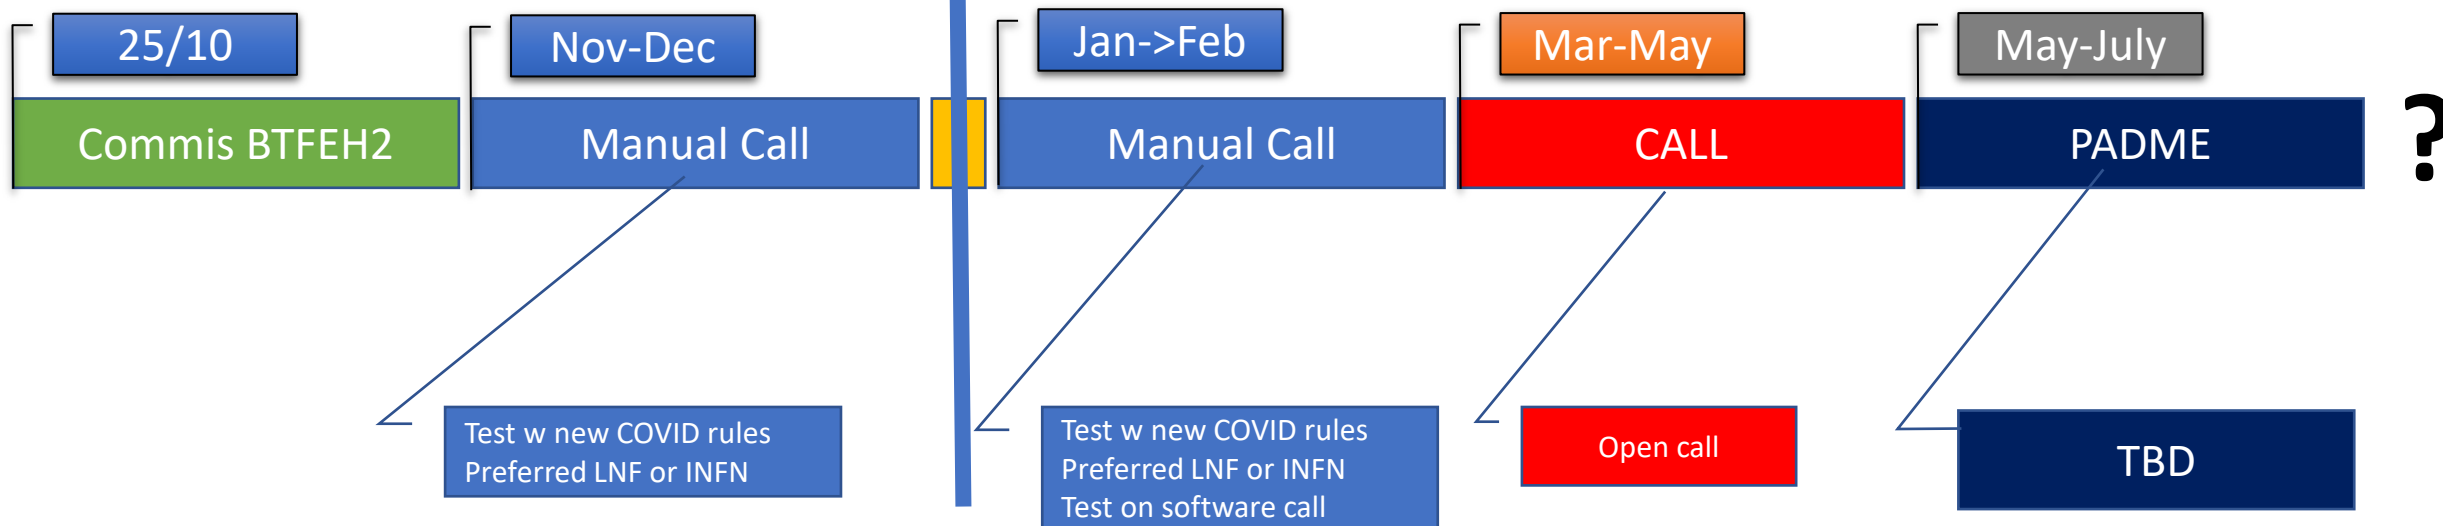 25/10
Nov-Dec
Jan->Feb
Mar-May
May-July
Commis BTFEH2
Manual Call
Manual Call
CALL
PADME
?
Test w new COVID rules
Preferred LNF or INFN
Test w new COVID rules
Preferred LNF or INFN
Test on software call
Open call
TBD